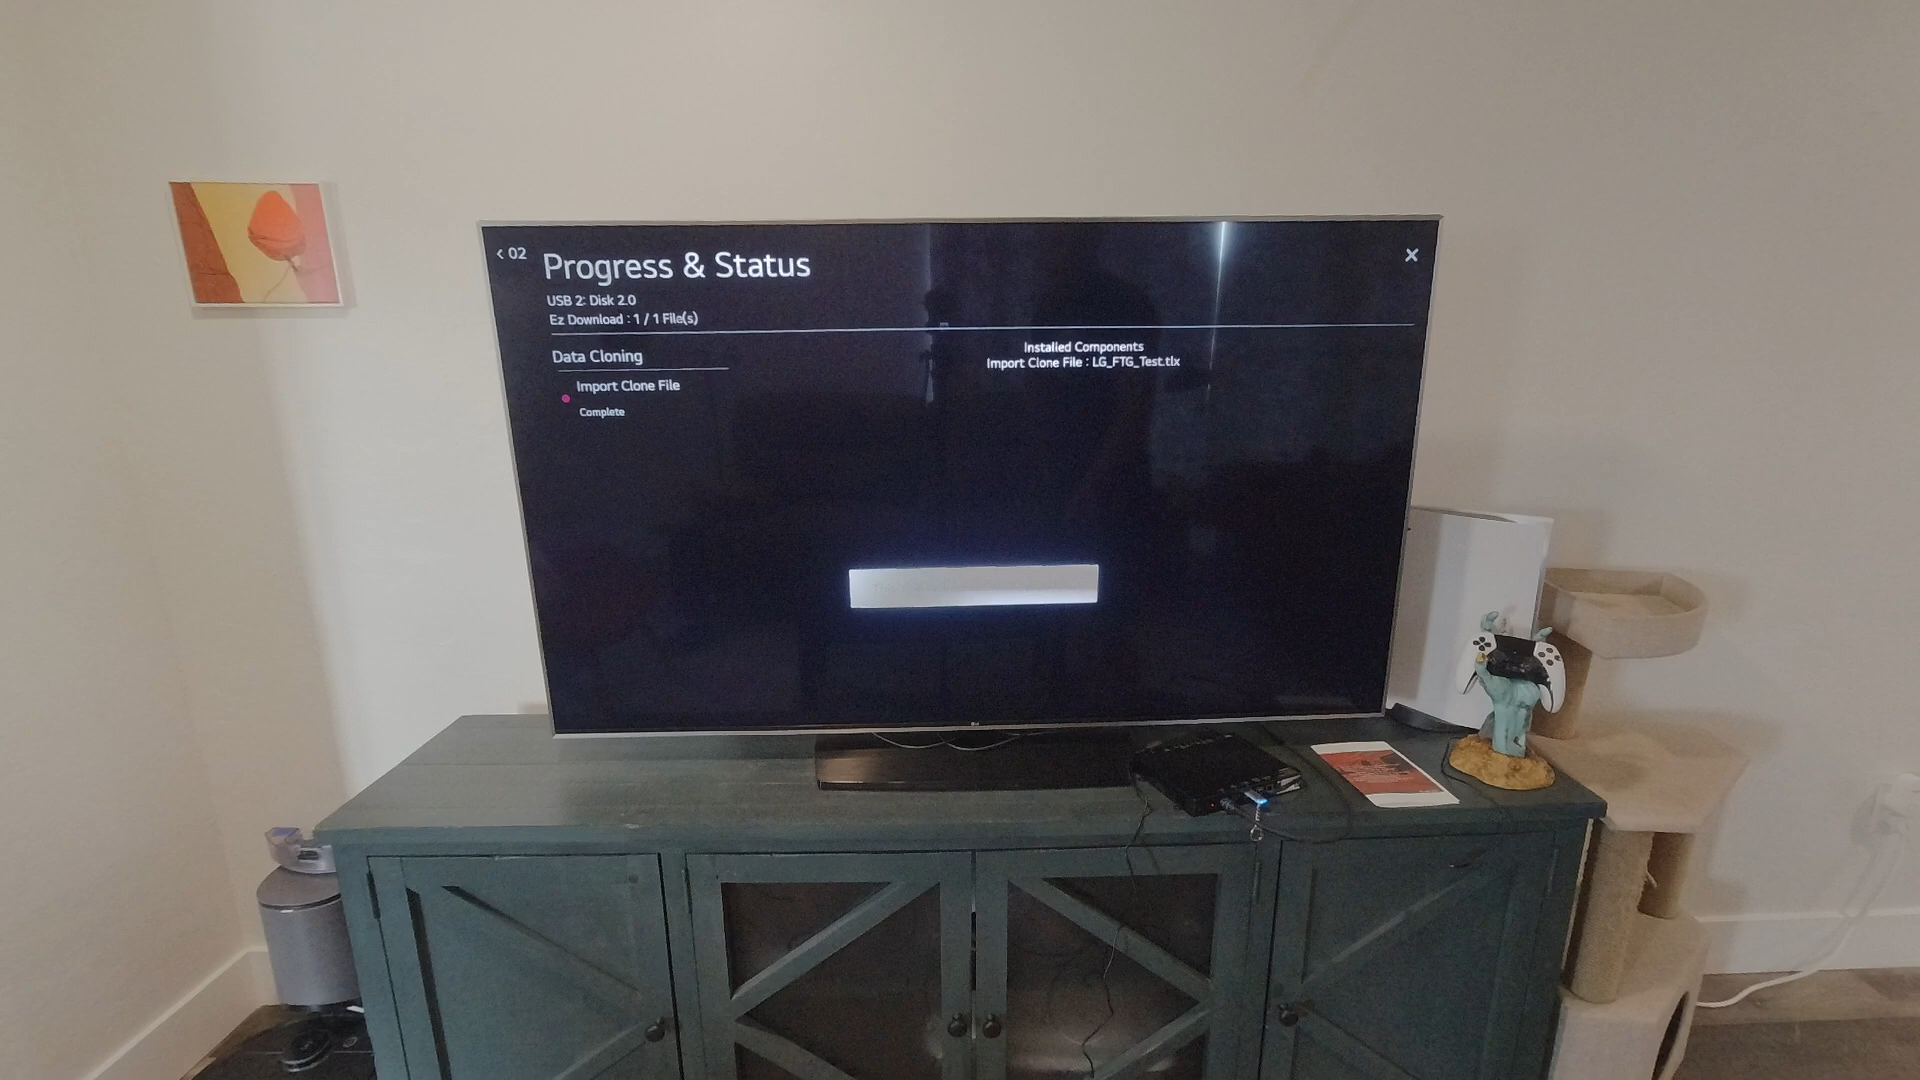 < 02
Progress & Status
USB 2: Disk 2.0
Ez Download : 1 / 1 File(s)
Data Cloning
Import Clone File
Complete
Installed Components
Import Clone File : LG_FTG_Test.tlx